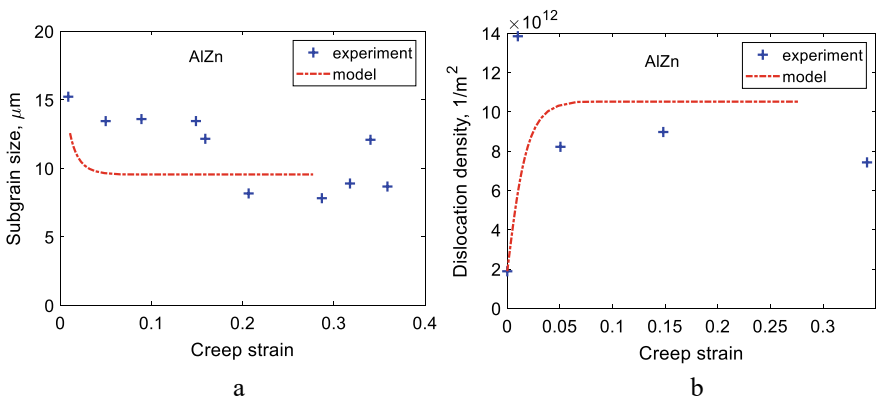 20
15
10
5
0
0
0.1
0.2
0.3
0.4
Subgrain size, μm
Creep strain
AlZn
experiment
model
a
×10^12
14
12
10
8
6
4
2
0
0
0.05
0.1
0.15
0.2
0.25
0.3
Dislocation density, 1/m^2
Creep strain
AlZn
experiment
model
b